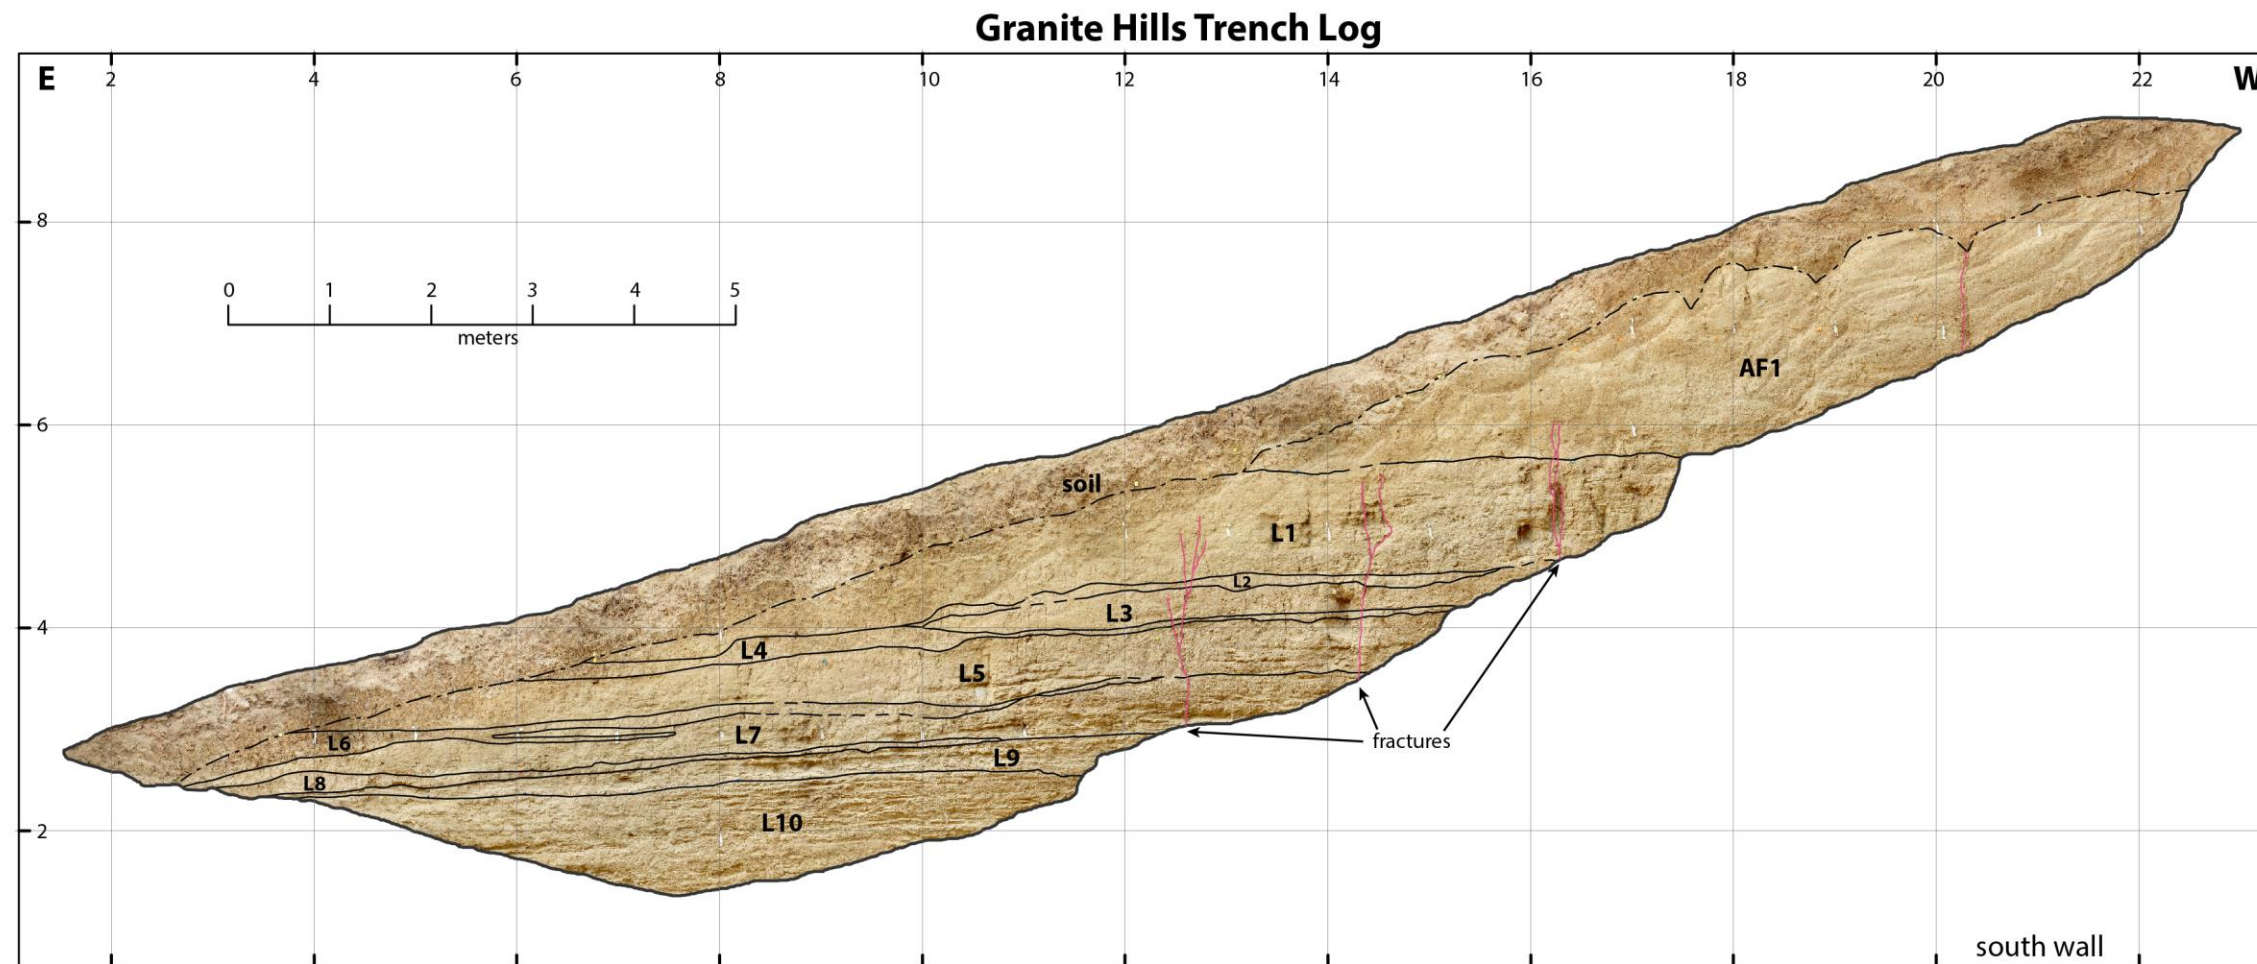 Granite Hills Trench Log
E 2 4 6 8 10 12 14 16 18 20 22 W
8
0 1 2 3 4 5
meters
AF1
6
soil
L1
L2
4
L3
L4
L5
L6
L7
fractures
L9
L8
2
L10
south wall